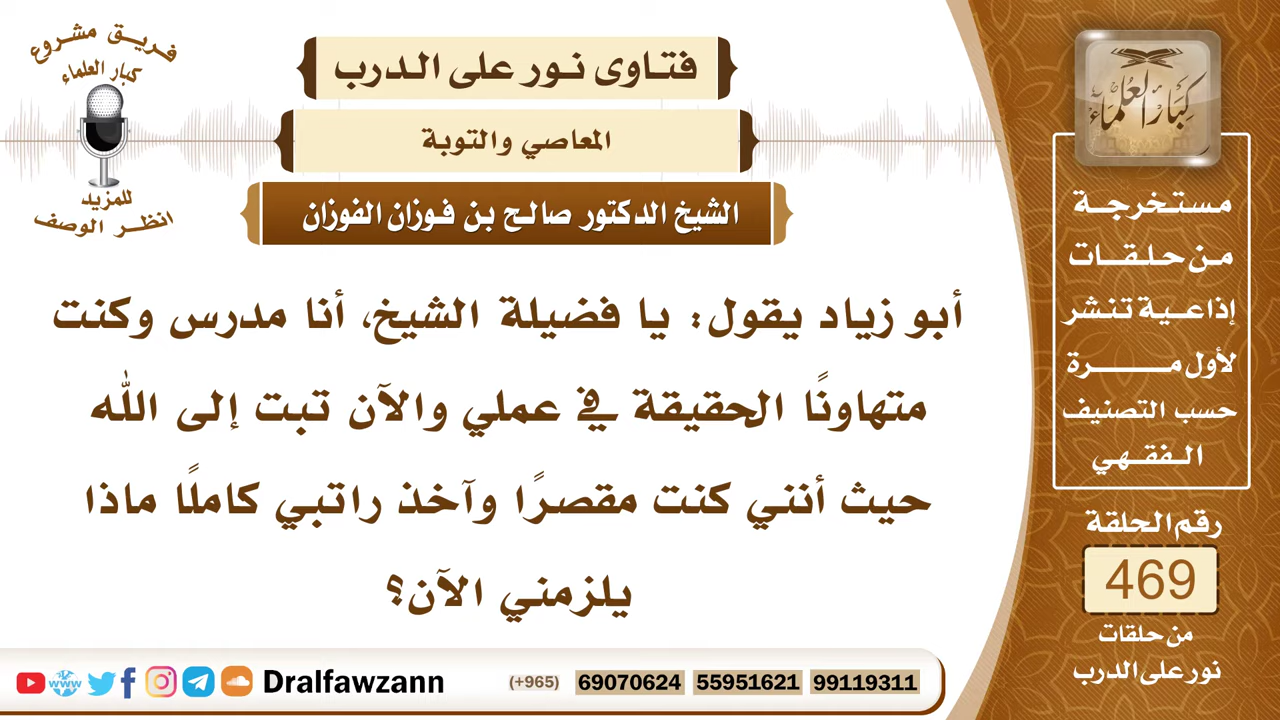 فريق مشروع
كبار العلماء
للمزيد
انظر الوصف
فتاوى نور على الدرب
المعاصي والتوبة
الشيخ الدكتور صالح بن فوزان الفوزان
أبو زياد يقول: يا فضيلة الشيخ، أنا مدرس وكنت
متهاونًا الحقيقة في عملي والآن تبت إلى الله
حيث أنني كنت مقصرًا وآخذ راتبي كاملًا ماذا
يلزمني الآن؟
كبار العلماء
مستخرجة
من حلقات
إذاعية تنشر
لأول مرة
حسب التصنيف
الفقهي
رقم الحلقة
469
من حلقات
نور على الدرب
www Dralfawzann (+965) 69070624 55951621 99119311